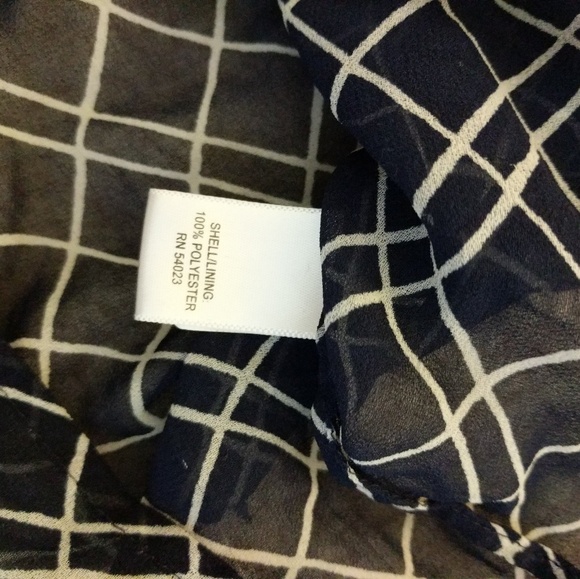 SHELL/LINING:
100% POLYESTER
RN 54023